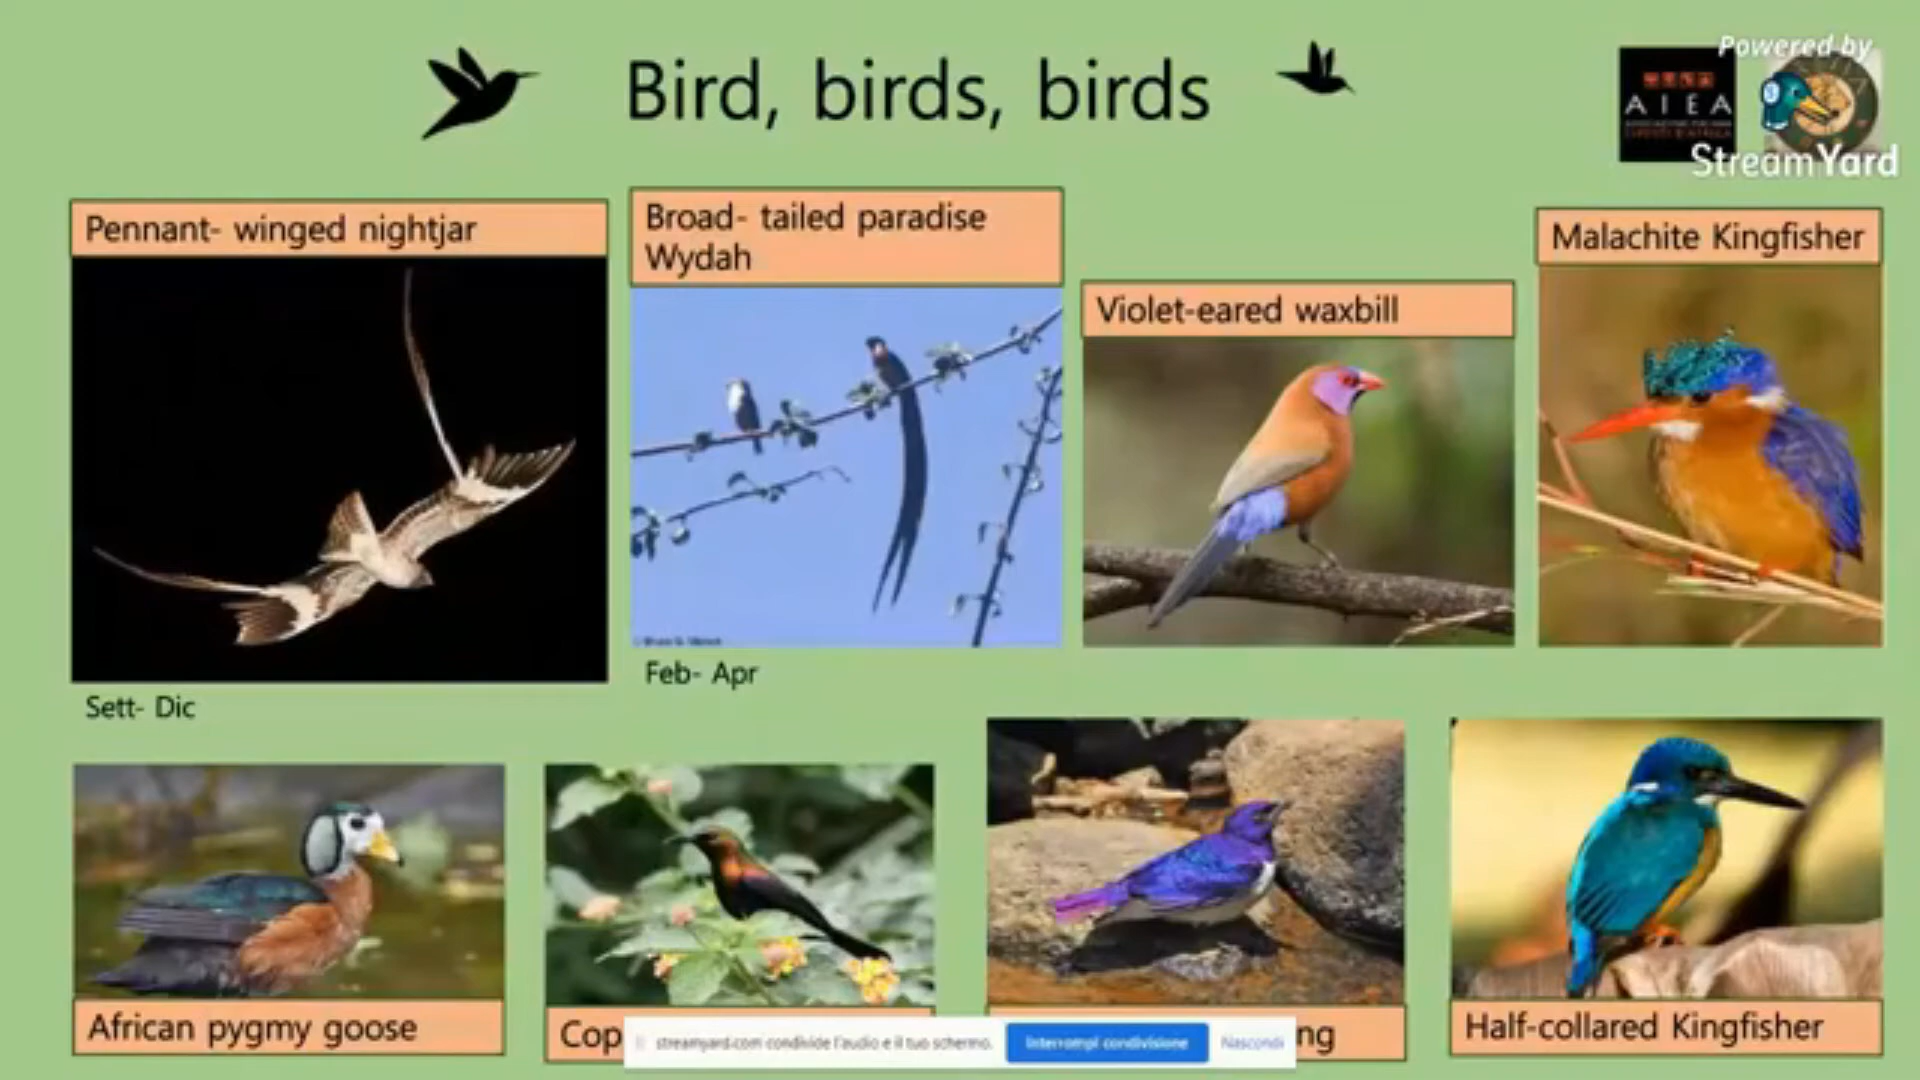 Bird, birds, birds
Powered by
AIEA
StreamYard
Pennant- winged nightjar
Broad- tailed paradise
Wydah
Violet-eared waxbill
Malachite Kingfisher
Feb- Apr
Sett- Dic
African pygmy goose
Cop
ng
Half-collared Kingfisher
streamyard.com condivide l'audio e il tuo schermo.
Interrompi condivisione
Nascondi